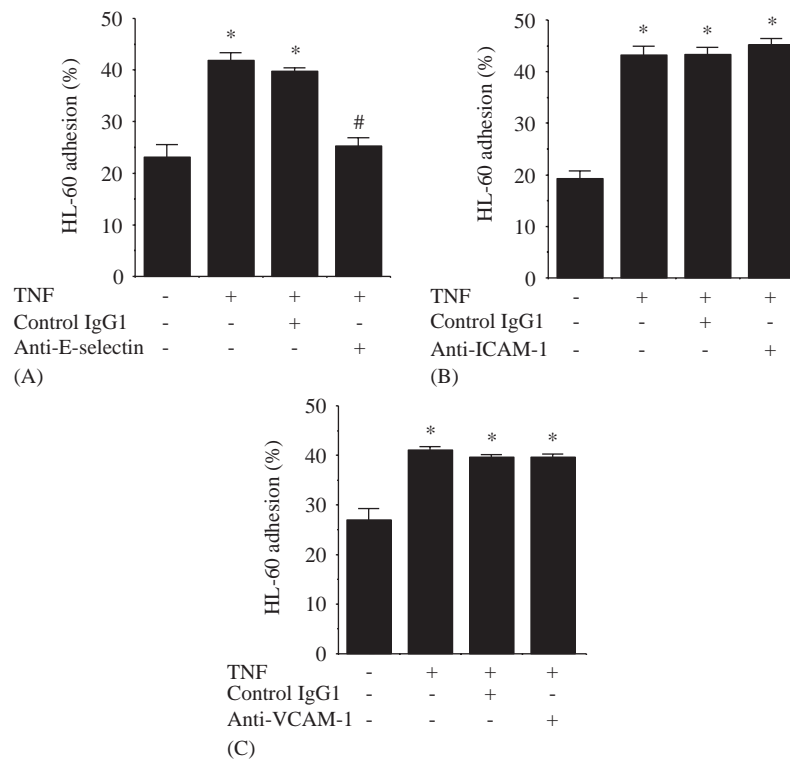 50
40
30
20
10
0
HL-60 adhesion (%)
* * #
TNF - + + +
Control IgG1 - - + -
Anti-E-selectin - - - +
(A)
50
40
30
20
10
0
HL-60 adhesion (%)
* * *
TNF - + + +
Control IgG1 - - + -
Anti-ICAM-1 - - - +
(B)
50
40
30
20
10
0
HL-60 adhesion (%)
* * *
TNF - + + +
Control IgG1 - - + -
Anti-VCAM-1 - - - +
(C)